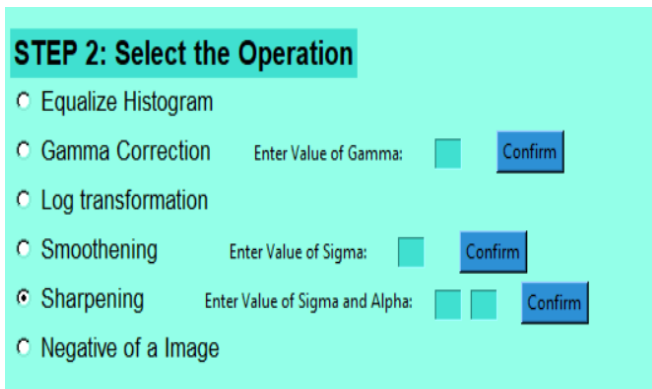 STEP 2: Select the Operation
Equalize Histogram
Gamma Correction Enter Value of Gamma: Confirm
Log transformation
Smoothening Enter Value of Sigma: Confirm
Sharpening Enter Value of Sigma and Alpha: Confirm
Negative of a Image